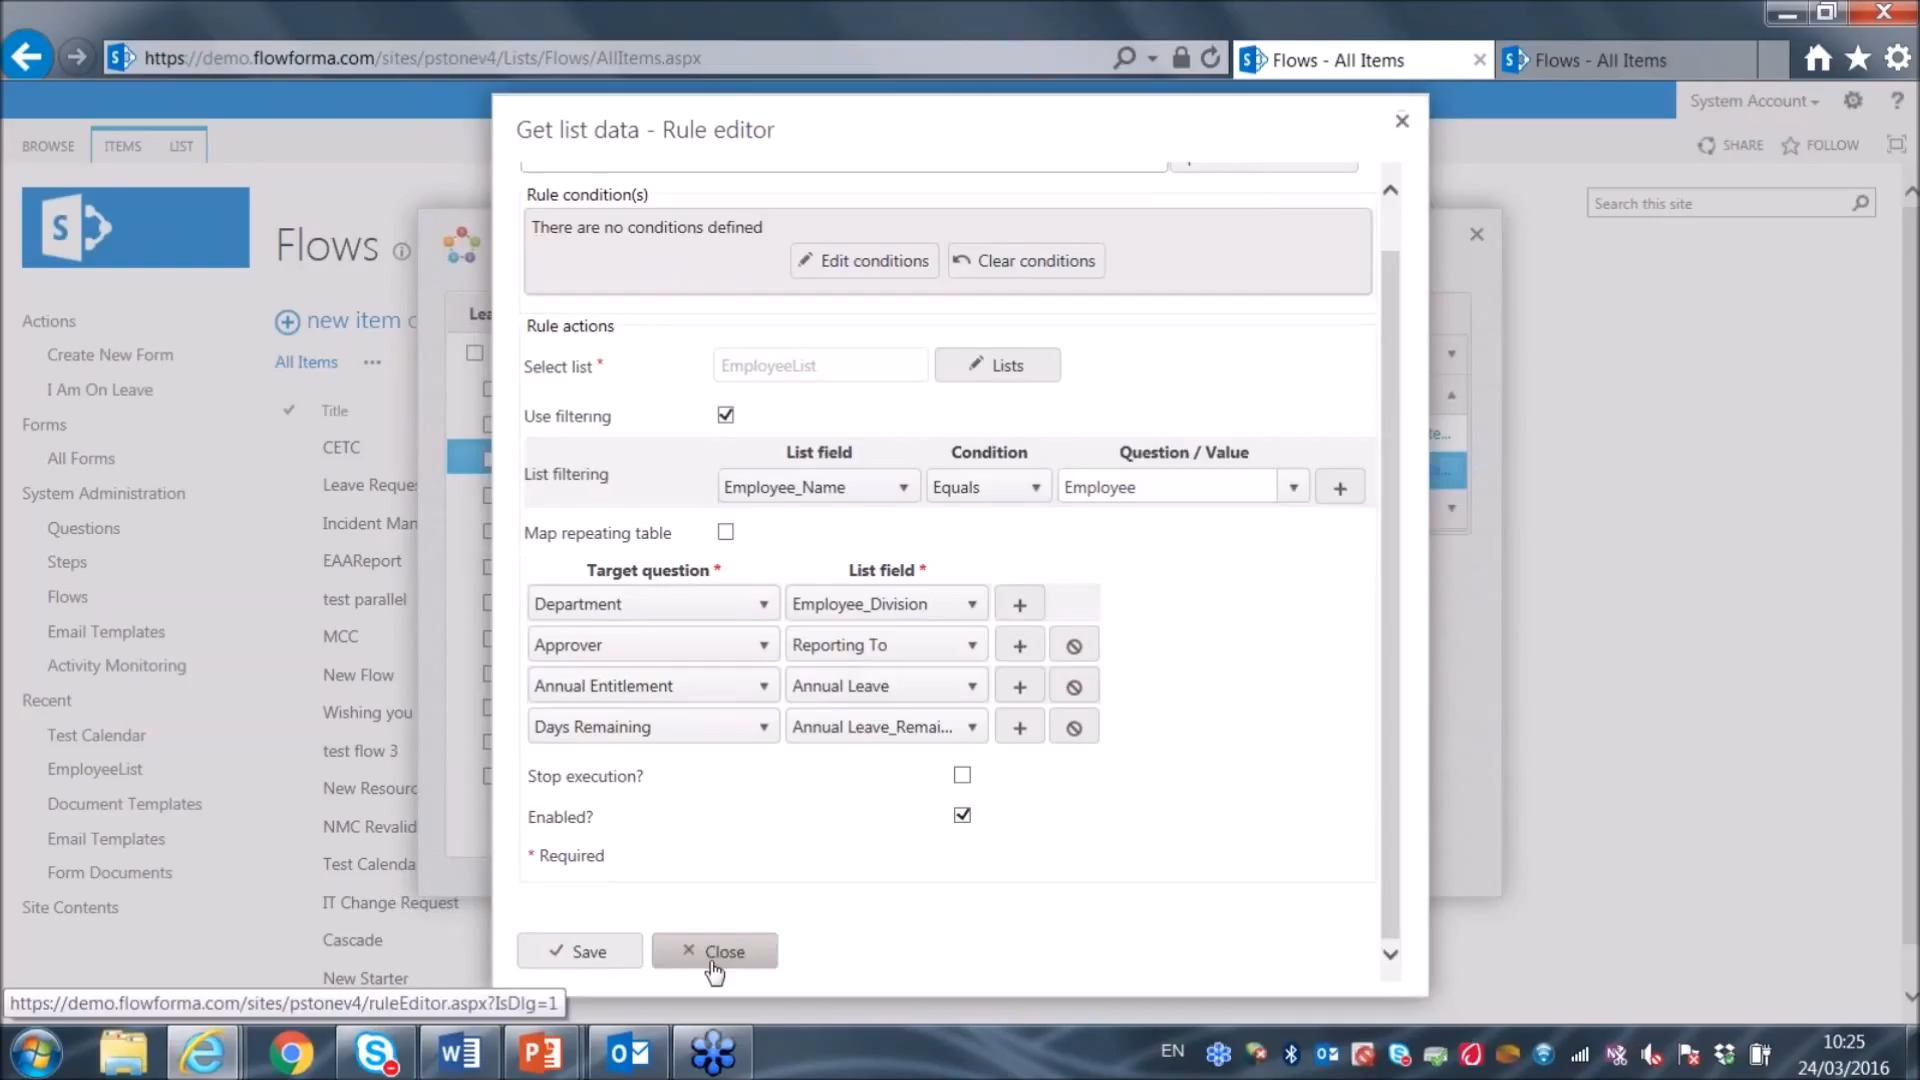 https://demo.flowforma.com/sites/pstonev4/Lists/Flows/AllItems.aspx
Flows - All Items
Flows - All Items
System Account
?
BROWSE
ITEMS
LIST
SHARE
FOLLOW
Search this site
S
Flows
new item
All Items
...
Title
Actions
Create New Form
I Am On Leave
Forms
All Forms
System Administration
Questions
Steps
Flows
Email Templates
Activity Monitoring
Recent
Test Calendar
EmployeeList
Document Templates
Email Templates
Form Documents
Site Contents
CETC
Leave Reques
Incident Man
EAAReport
test parallel
MCC
New Flow
Wishing you
test flow 3
New Resourc
NMC Revalid
Test Calenda
IT Change Request
Cascade
New Starter
Lea
Get list data - Rule editor
Rule condition(s)
There are no conditions defined
Edit conditions
Clear conditions
Rule actions
Select list *
EmployeeList
Lists
Use filtering
List field
Condition
Question / Value
List filtering
Employee_Name
Equals
Employee
Map repeating table
Target question *
List field *
Department
Employee_Division
Approver
Reporting To
Annual Entitlement
Annual Leave
Days Remaining
Annual Leave_Remai...
Stop execution?
Enabled?
* Required
Save
Close
https://demo.flowforma.com/sites/pstonev4/ruleEditor.aspx?IsDlg=1
EN
10:25
24/03/2016